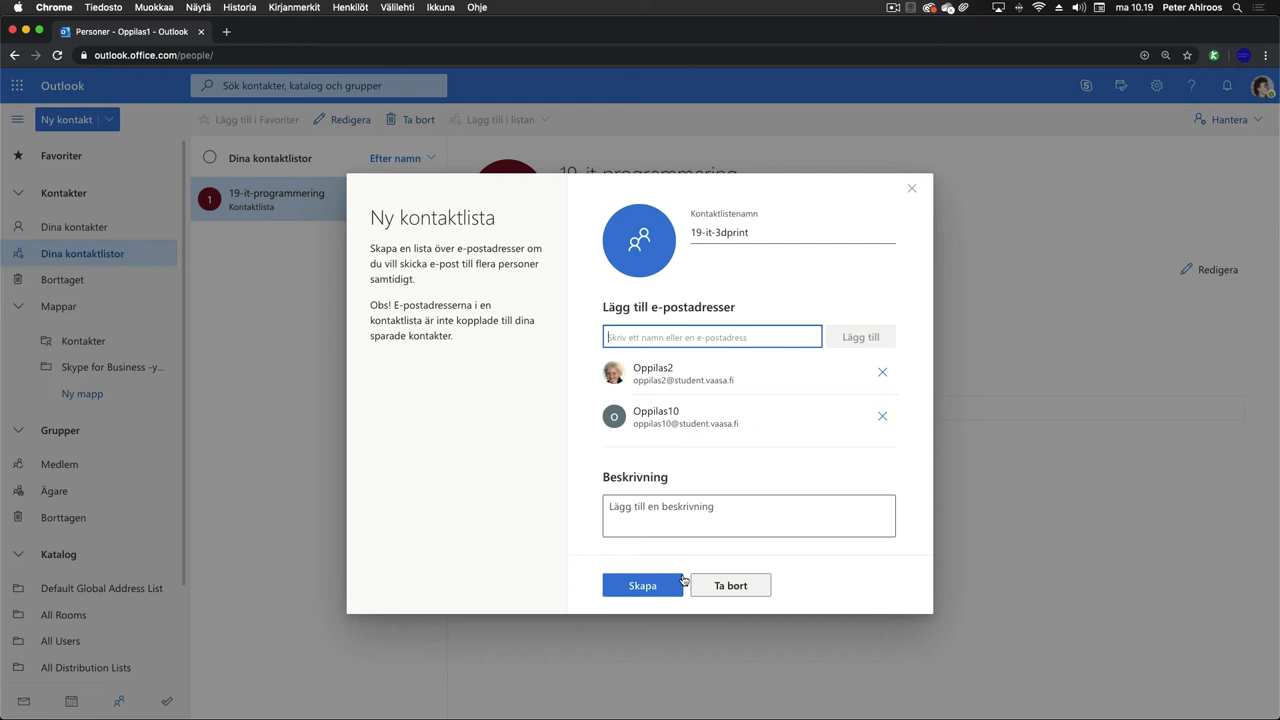 Chrome Tiedosto Muokkaa Näytä Historia Kirjanmerkit Henkilöt Välilehti Ikkuna Ohje ma 10.19 Peter Ahlroos
Personer - Oppilas1 - Outlook
outlook.office.com/people/
Outlook
Sök kontakter, katalog och grupper
Ny kontakt
Lägg till i Favoriter
Redigera
Ta bort
Lägg till i listan
Hantera
Favoriter
Kontakter
Dina kontakter
Dina kontaktlistor
Borttaget
Mappar
Kontakter
Skype for Business -y...
Ny mapp
Grupper
Medlem
Ägare
Borttagen
Katalog
Default Global Address List
All Rooms
All Users
All Distribution Lists
Dina kontaktlistor
Efter namn
1
19-it-programmering
Kontaktlista
19-it-programmering
Redigera
Ny kontaktlista
Skapa en lista över e-postadresser om
du vill skicka e-post till flera personer
samtidigt.
Obs! E-postadresserna i en
kontaktlista är inte kopplade till dina
sparade kontakter.
Kontaktlistenamn
19-it-3dprint
Lägg till e-postadresser
Skriv ett namn eller en e-postadress
Lägg till
Oppilas2
oppilas2@student.vaasa.fi
O
Oppilas10
oppilas10@student.vaasa.fi
Beskrivning
Lägg till en beskrivning
Skapa
Ta bort